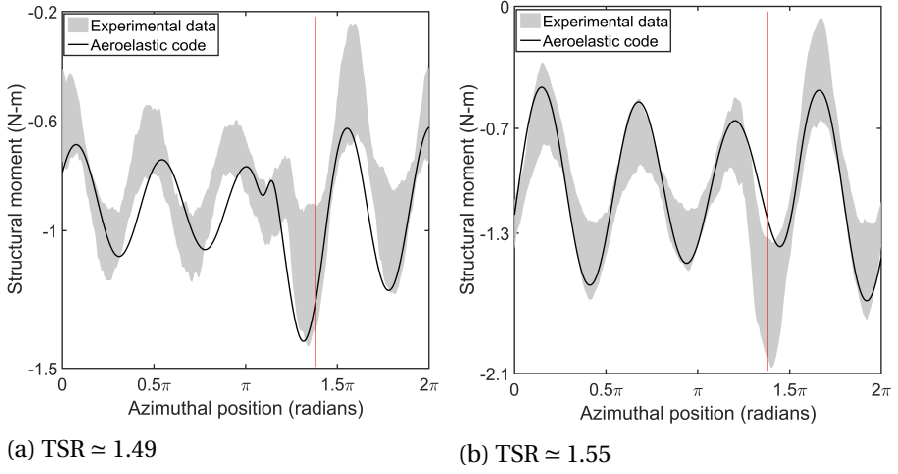 -0.2
Experimental data
Aeroelastic code
-0.6
-1
-1.5
Structural moment (N-m)
0 0.5π π 1.5π 2π
Azimuthal position (radians)
(a) TSR ≃ 1.49
0
Experimental data
Aeroelastic code
-0.7
-1.3
-2.1
Structural moment (N-m)
0 0.5π π 1.5π 2π
Azimuthal position (radians)
(b) TSR ≃ 1.55